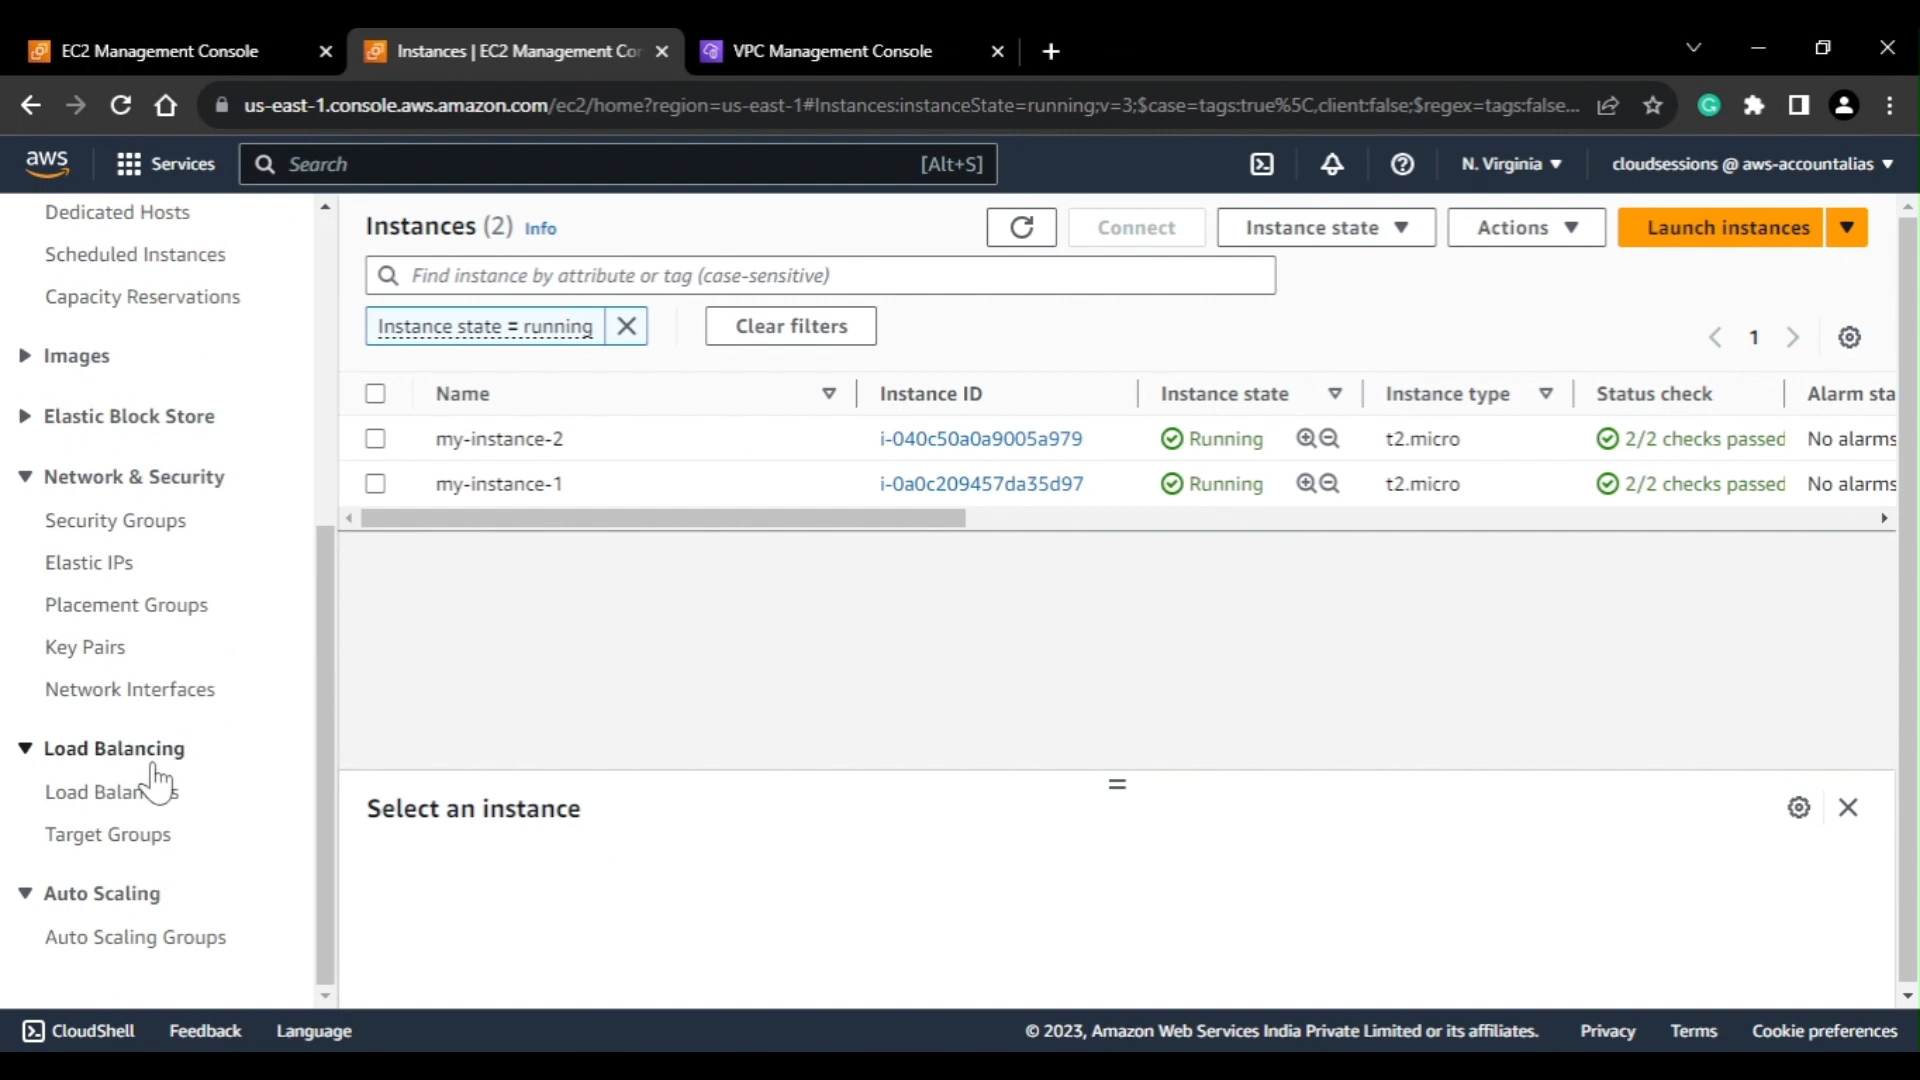 EC2 Management Console
Instances | EC2 Management Co
VPC Management Console
us-east-1.console.aws.amazon.com/ec2/home?region=us-east-1#Instances:instanceState=running;v=3;$case=tags:true%5C,client:false;$regex=tags:false...
aws
Services
Search
[Alt+S]
N. Virginia
cloudsessions @ aws-accountalias
Dedicated Hosts
Scheduled Instances
Capacity Reservations
Images
Elastic Block Store
Network & Security
Security Groups
Elastic IPs
Placement Groups
Key Pairs
Network Interfaces
Load Balancing
Load Balan s
Target Groups
Auto Scaling
Auto Scaling Groups
Instances (2) Info
Connect
Instance state
Actions
Launch instances
Find instance by attribute or tag (case-sensitive)
Instance state = running
Clear filters
1
Name Instance ID Instance state Instance type Status check Alarm sta
my-instance-2 i-040c50a0a9005a979 Running t2.micro 2/2 checks passed No alarms
my-instance-1 i-0a0c209457da35d97 Running t2.micro 2/2 checks passed No alarms
Select an instance
CloudShell Feedback Language © 2023, Amazon Web Services India Private Limited or its affiliates. Privacy Terms Cookie preferences